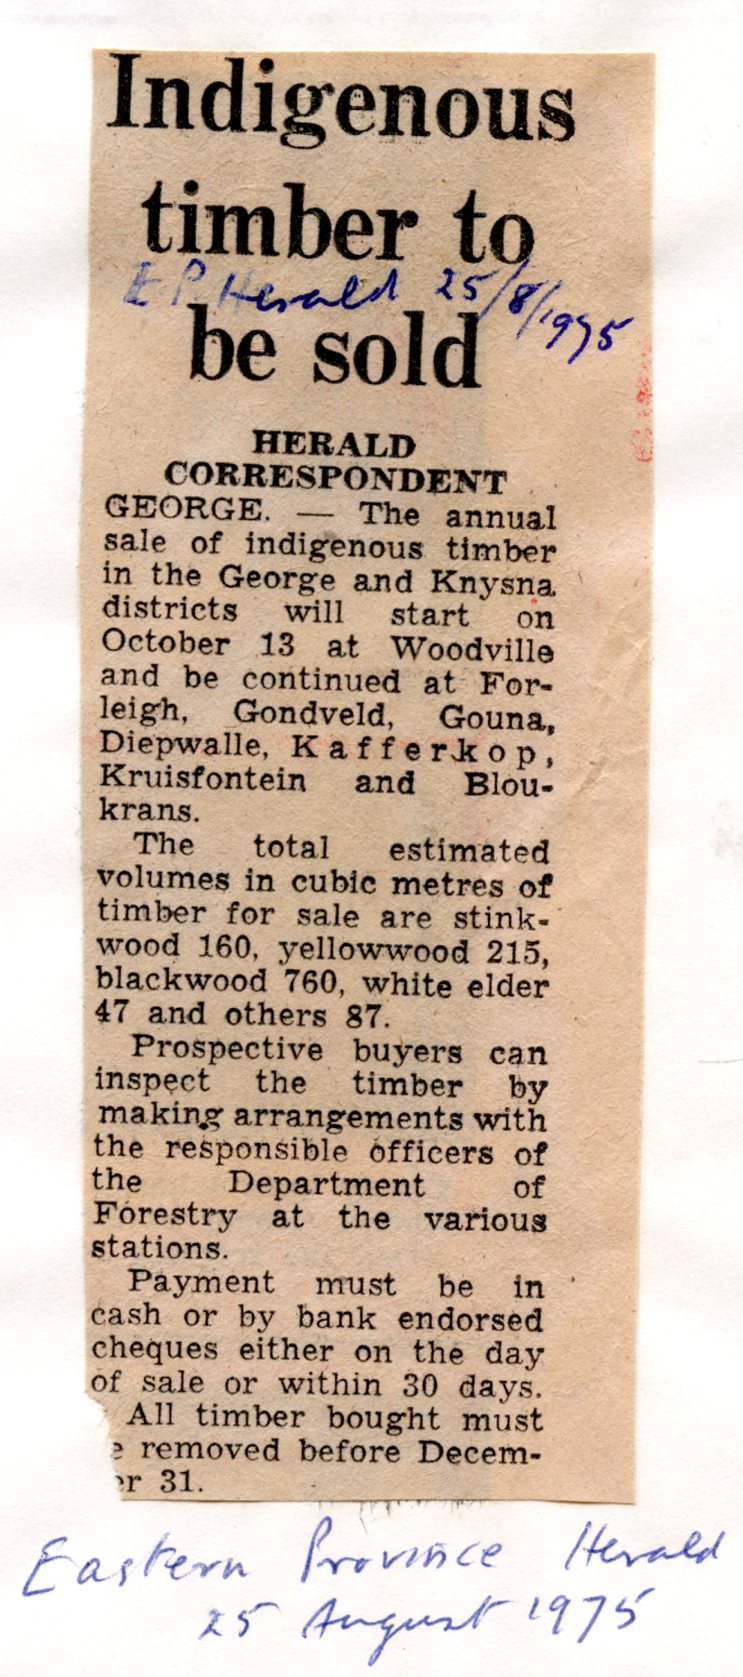 Indigenous
timber to
E P Herald 25/8/1975
be sold
HERALD
CORRESPONDENT
GEORGE. — The annual
sale of indigenous timber
in the George and Knysna
districts will start on
October 13 at Woodville
and be continued at For-
leigh, Gondveld, Gouna,
Diepwalle, Kafferkop,
Kruisfontein and Blou-
krans.
The total estimated
volumes in cubic metres of
timber for sale are stink-
wood 160, yellowwood 215,
blackwood 760, white elder
47 and others 87.
Prospective buyers can
inspect the timber by
making arrangements with
the responsible officers of
the Department of
Forestry at the various
stations.
Payment must be in
cash or by bank endorsed
cheques either on the day
of sale or within 30 days.
All timber bought must
e removed before Decem-
er 31.
Eastern Province Herald
25 August 1975